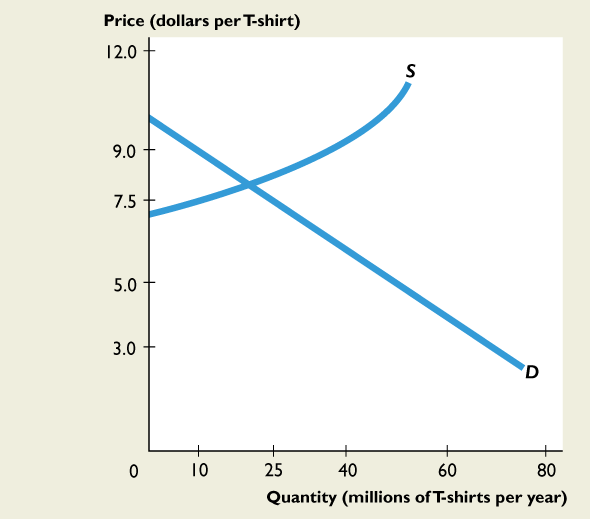 Price (dollars per T-shirt)
12.0
S
9.0
7.5
5.0
3.0
D
0 10 25 40 60 80
Quantity (millions of T-shirts per year)